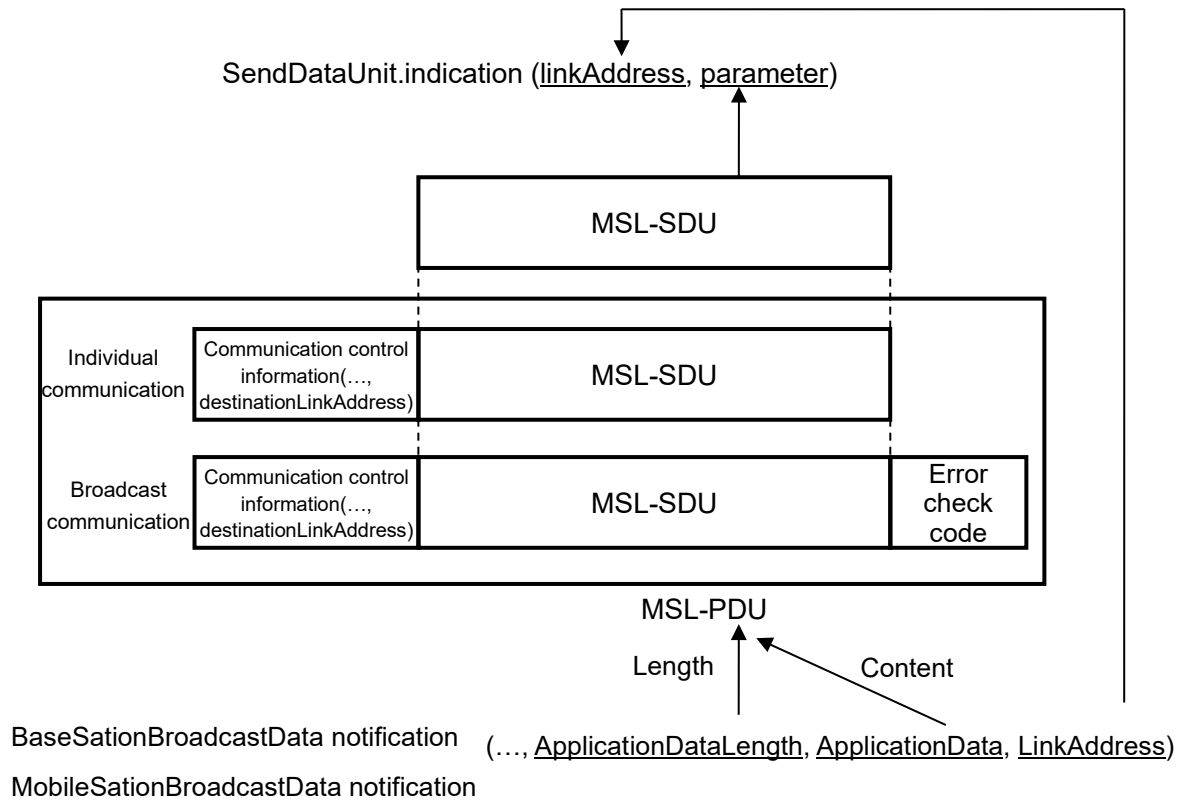 SendDataUnit.indication (linkAddress, parameter)
MSL-SDU
Individual
communication
Communication control
information(…,
destinationLinkAddress)
MSL-SDU
Broadcast
communication
Communication control
information(…,
destinationLinkAddress)
MSL-SDU
Error
check
code
MSL-PDU
Length
Content
BaseSationBroadcastData notification
(…, ApplicationDataLength, ApplicationData, LinkAddress)
MobileSationBroadcastData notification